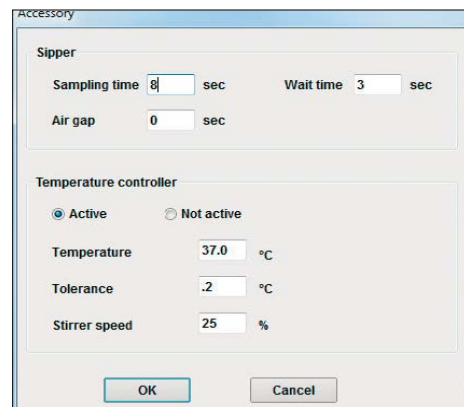 Accessory
Sipper
Sampling time 8 sec Wait time 3 sec
Air gap 0 sec
Temperature controller
Active Not active
Temperature 37.0 °C
Tolerance .2 °C
Stirrer speed 25 %
OK Cancel